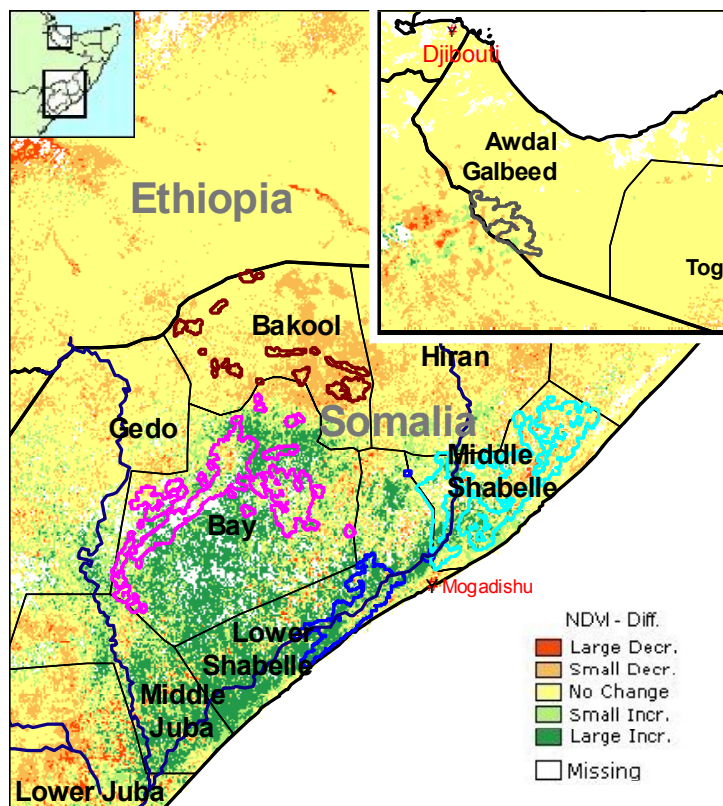 Djibouti
Awdal
Galbeed
Tog
Ethiopia
Bakool
Hiran
Somalia
Gedo
Middle
Shabelle
Bay
Mogadishu
Lower
Shabelle
Middle
Juba
Lower Juba
NDVI - Diff.
Large Decr.
Small Decr.
No Change
Small Incr.
Large Incr.
Missing